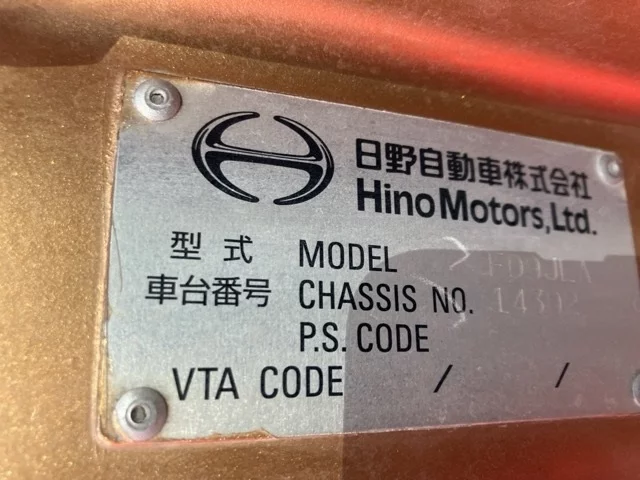 日野自動車株式会社
Hino Motors, Ltd.
型式 MODEL
車台番号 CHASSIS NO.
P.S. CODE
VTA CODE / /